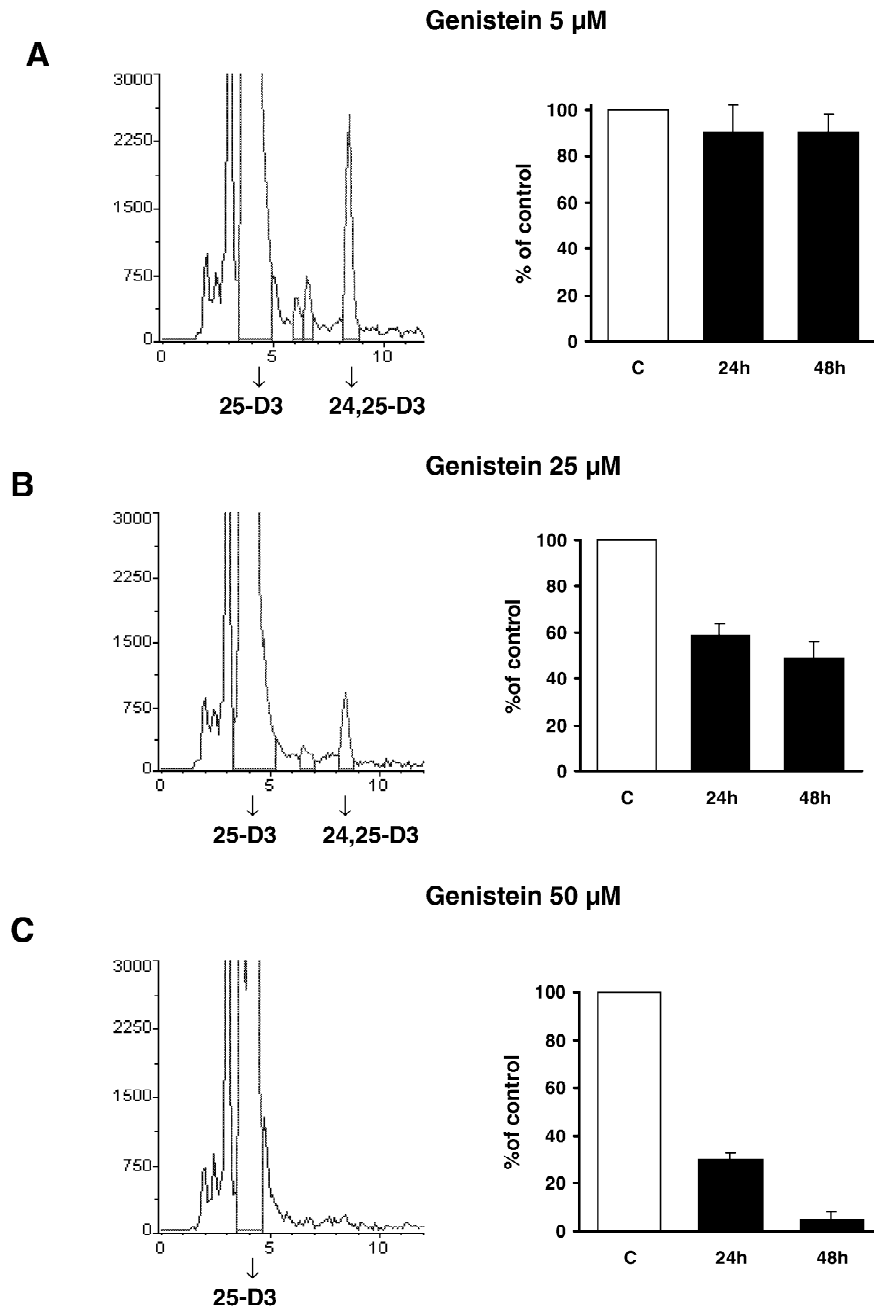 Genistein 5 µM
A
3000
2250
1500
750
0
0 5 10
25-D3 24,25-D3
% of control
100
80
60
40
20
0
C 24h 48h
Genistein 25 µM
B
3000
2250
1500
750
0
0 5 10
25-D3 24,25-D3
%of control
100
80
60
40
20
0
C 24h 48h
Genistein 50 µM
C
3000
2250
1500
750
0
0 5 10
25-D3
%of control
100
80
60
40
20
0
C 24h 48h